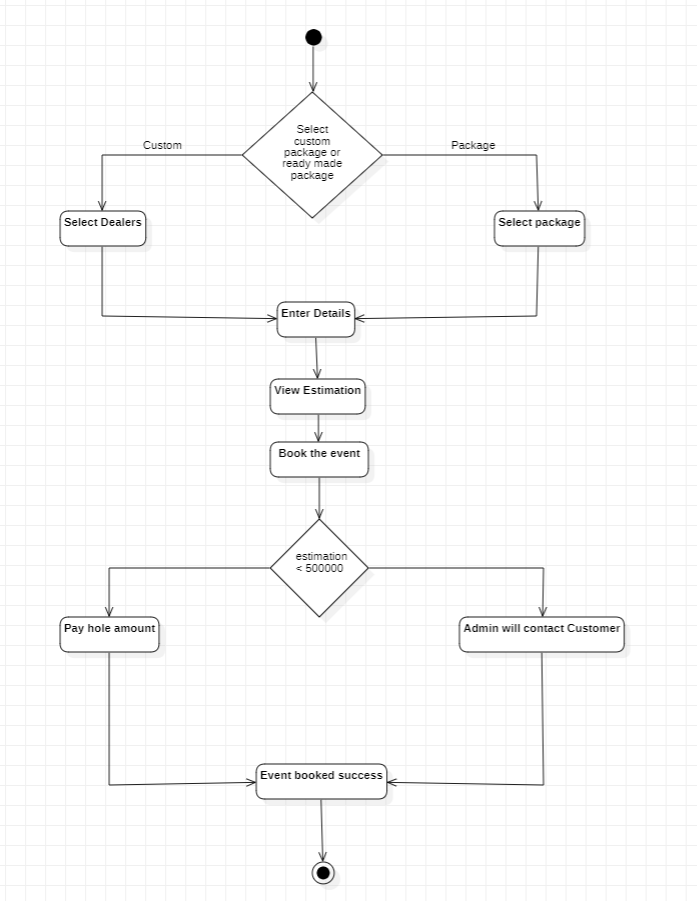 Select
custom
package or
ready made
package
Custom
Package
Select Dealers
Select package
Enter Details
View Estimation
Book the event
estimation
< 500000
Pay hole amount
Admin will contact Customer
Event booked success